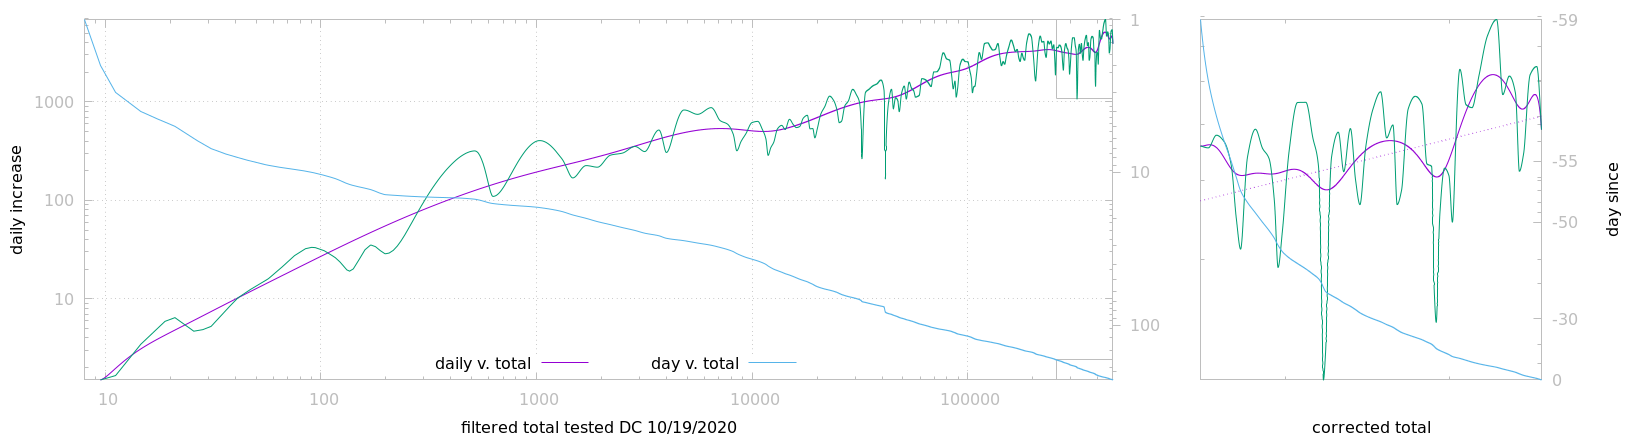 daily increase
1000
100
10
daily v. total
day v. total
10
100
1000
10000
100000
filtered total tested DC 10/19/2020
1
10
100
-59
-55
-50
-30
0
day since
corrected total